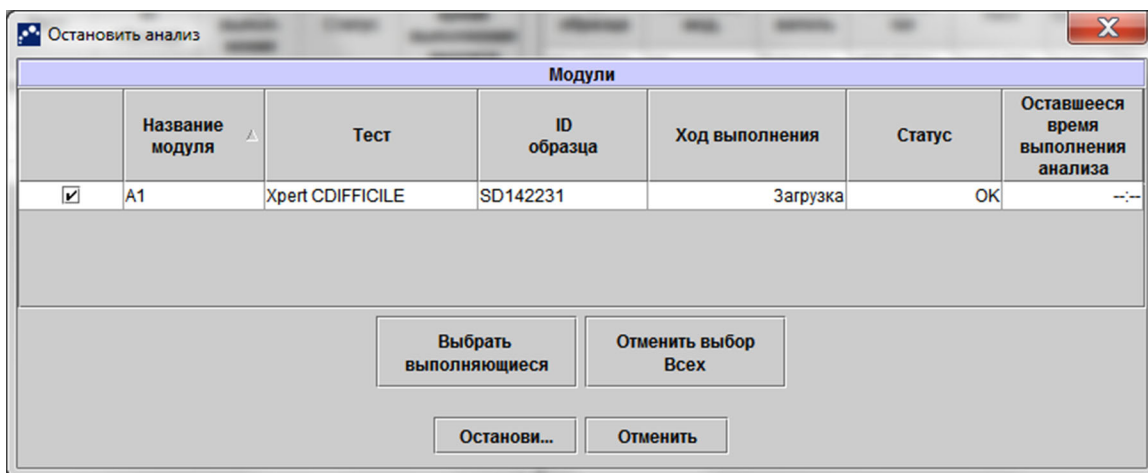 Остановить анализ
Модули
Название модуля
Тест
ID образца
Ход выполнения
Статус
Оставшееся время выполнения анализа
A1 Xpert CDIFFICILE SD142231 Загрузка OK --:--
Выбрать выполняющиеся
Отменить выбор Всех
Останови... Отменить